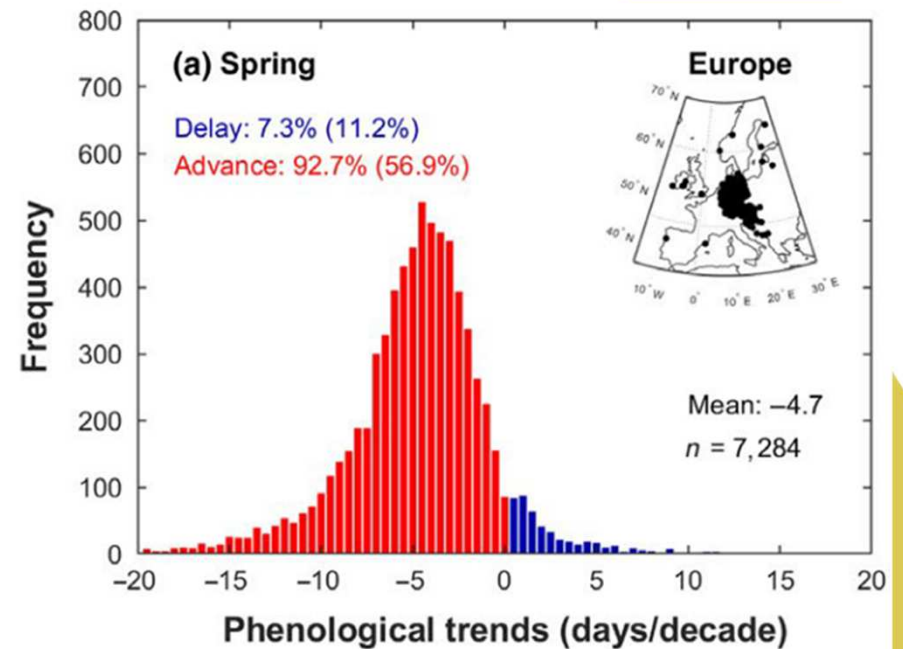 (a) Spring
Delay: 7.3% (11.2%)
Advance: 92.7% (56.9%)
Europe
70°N
60°N
50°N
40°N
10°W 0° 10°E 20°E 30°E
Mean: –4.7
n = 7,284
Frequency
800
700
600
500
400
300
200
100
0
–20 –15 –10 –5 0 5 10 15 20
Phenological trends (days/decade)